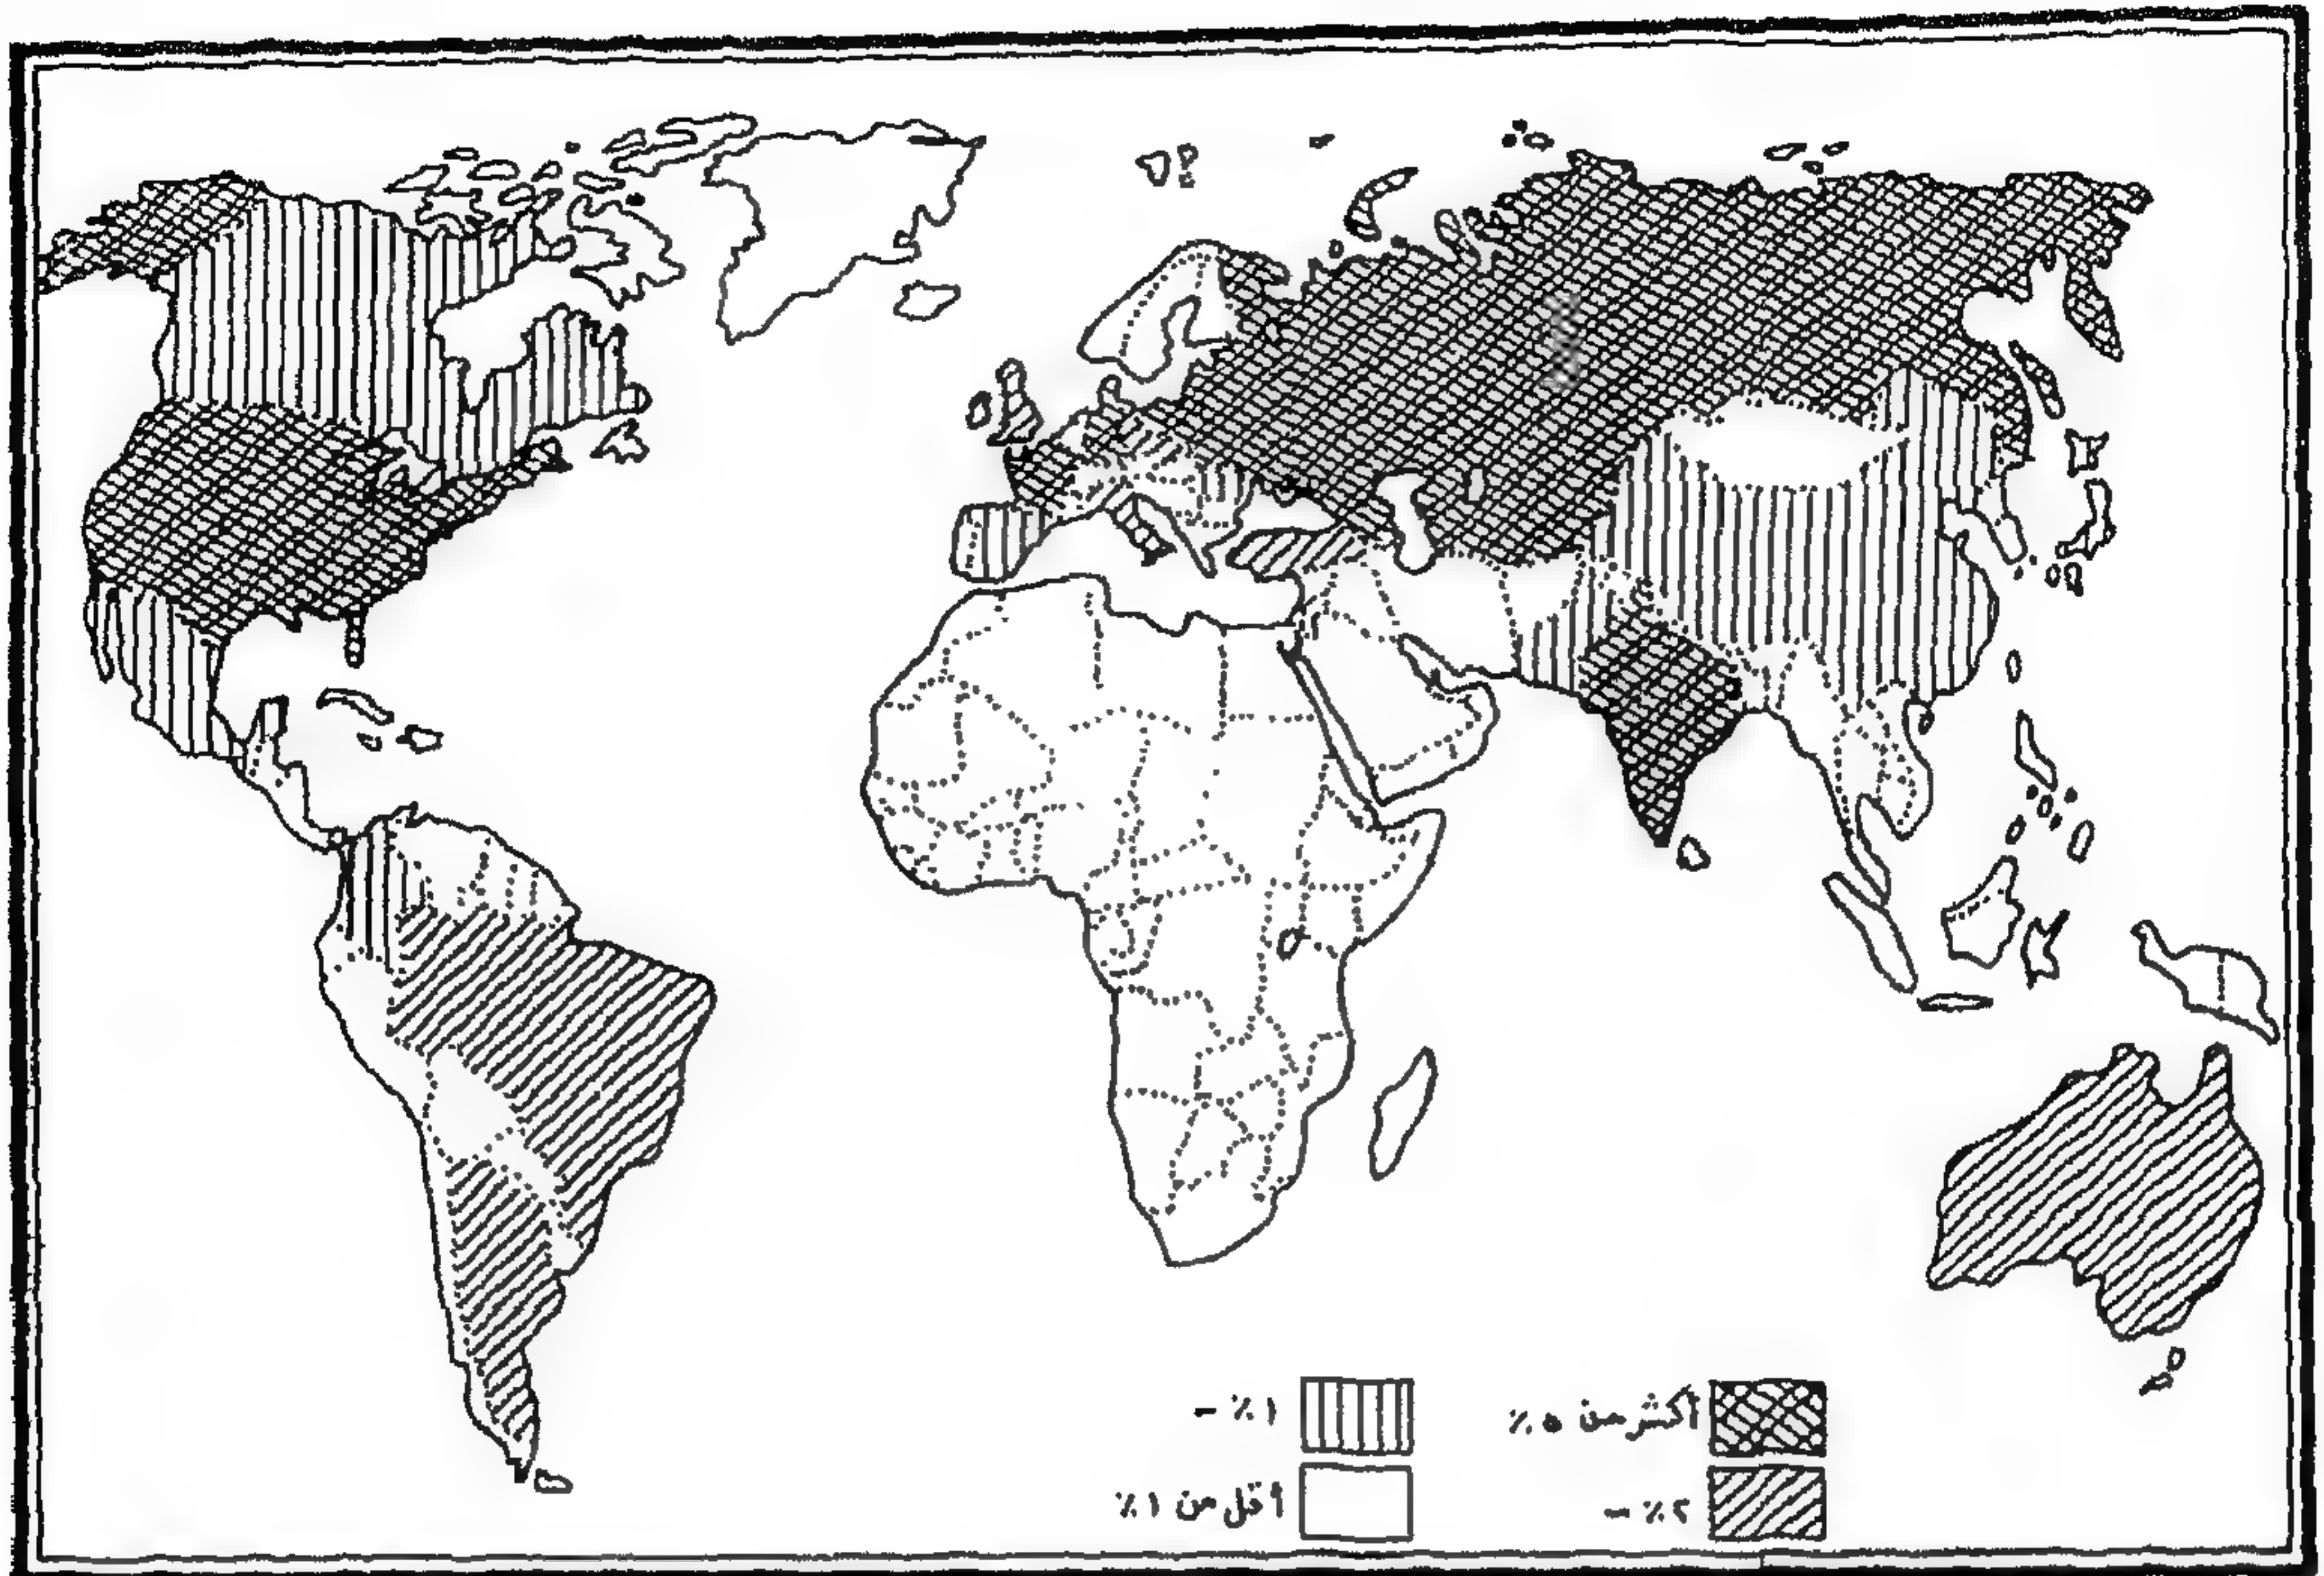 أكثر من ٥ ٪
٢٪ –
١ ٪ –
أقل من ١ ٪